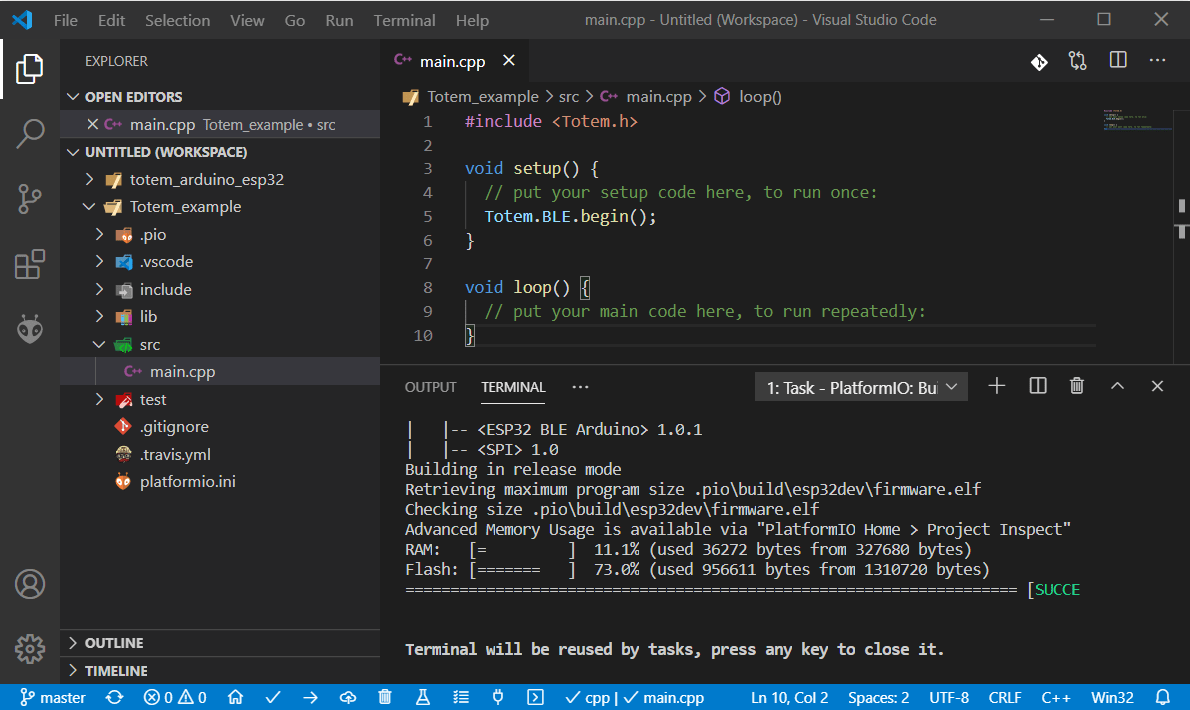 File Edit Selection View Go Run Terminal Help main.cpp - Untitled (Workspace) - Visual Studio Code
EXPLORER
OPEN EDITORS
main.cpp Totem_example • src
UNTITLED (WORKSPACE)
totem_arduino_esp32
Totem_example
.pio
.vscode
include
lib
src
main.cpp
test
.gitignore
.travis.yml
platformio.ini
OUTLINE
TIMELINE
C++ main.cpp
Totem_example > src > C++ main.cpp > loop()
1 #include <Totem.h>
2
3 void setup() {
4 // put your setup code here, to run once:
5 Totem.BLE.begin();
6 }
7
8 void loop() {
9 // put your main code here, to run repeatedly:
10 }
OUTPUT TERMINAL ··· 1: Task - PlatformIO: Bui
| |-- <ESP32 BLE Arduino> 1.0.1
| |-- <SPI> 1.0
Building in release mode
Retrieving maximum program size .pio\build\esp32dev\firmware.elf
Checking size .pio\build\esp32dev\firmware.elf
Advanced Memory Usage is available via "PlatformIO Home > Project Inspect"
RAM: [= ] 11.1% (used 36272 bytes from 327680 bytes)
Flash: [======= ] 73.0% (used 956611 bytes from 1310720 bytes)
==================================================================== [SUCCE
Terminal will be reused by tasks, press any key to close it.
master 0 0 cpp | main.cpp Ln 10, Col 2 Spaces: 2 UTF-8 CRLF C++ Win32